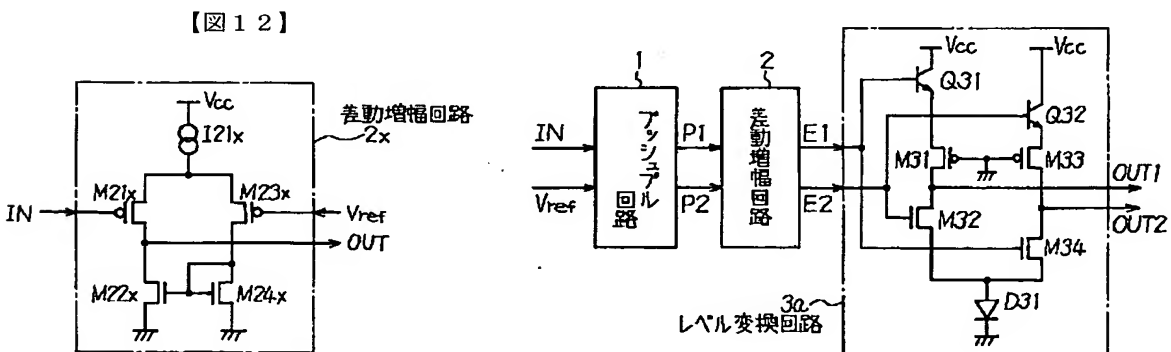 【図12】
Vcc
I21x
差動増幅回路
2x
M21x
M23x
IN
Vref
OUT
M22x
M24x
1
2
IN
Vref
プッシュプル
回路
P1
P2
差動増幅回路
E1
E2
Vcc
Vcc
Q31
Q32
M31
M33
OUT1
OUT2
M32
M34
D31
3a
レベル変換回路